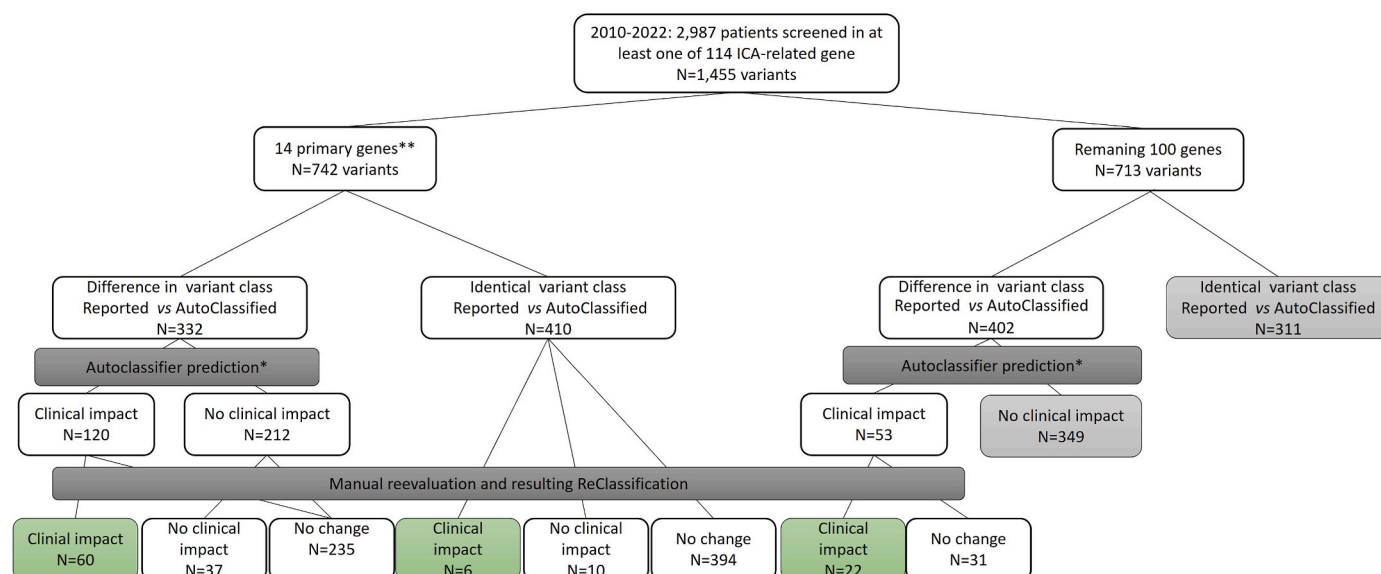 2010-2022: 2,987 patients screened in at
least one of 114 ICA-related gene
N=1,455 variants
14 primary genes**
N=742 variants
Remaning 100 genes
N=713 variants
Difference in variant class
Reported vs AutoClassified
N=332
Identical variant class
Reported vs AutoClassified
N=410
Difference in variant class
Reported vs AutoClassified
N=402
Identical variant class
Reported vs AutoClassified
N=311
Autoclassifier prediction*
Autoclassifier prediction*
Clinical impact
N=120
No clinical impact
N=212
Clinical impact
N=53
No clinical impact
N=349
Manual reevaluation and resulting ReClassification
Clinial impact
N=60
No clinical
impact
N=37
No change
N=235
Clinical
impact
N=6
No clinical
impact
N=10
No change
N=394
Clinical
impact
N=22
No change
N=31